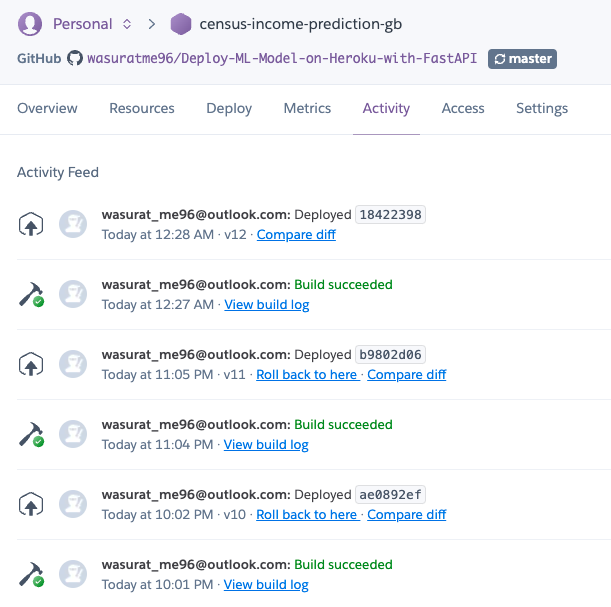 Personal > census-income-prediction-gb
GitHub wasuratme96/Deploy-ML-Model-on-Heroku-with-FastAPI master
Overview Resources Deploy Metrics Activity Access Settings
Activity Feed
wasurat_me96@outlook.com: Deployed 18422398
Today at 12:28 AM · v12 · Compare diff
wasurat_me96@outlook.com: Build succeeded
Today at 12:27 AM · View build log
wasurat_me96@outlook.com: Deployed b9802d06
Today at 11:05 PM · v11 · Roll back to here · Compare diff
wasurat_me96@outlook.com: Build succeeded
Today at 11:04 PM · View build log
wasurat_me96@outlook.com: Deployed ae0892ef
Today at 10:02 PM · v10 · Roll back to here · Compare diff
wasurat_me96@outlook.com: Build succeeded
Today at 10:01 PM · View build log